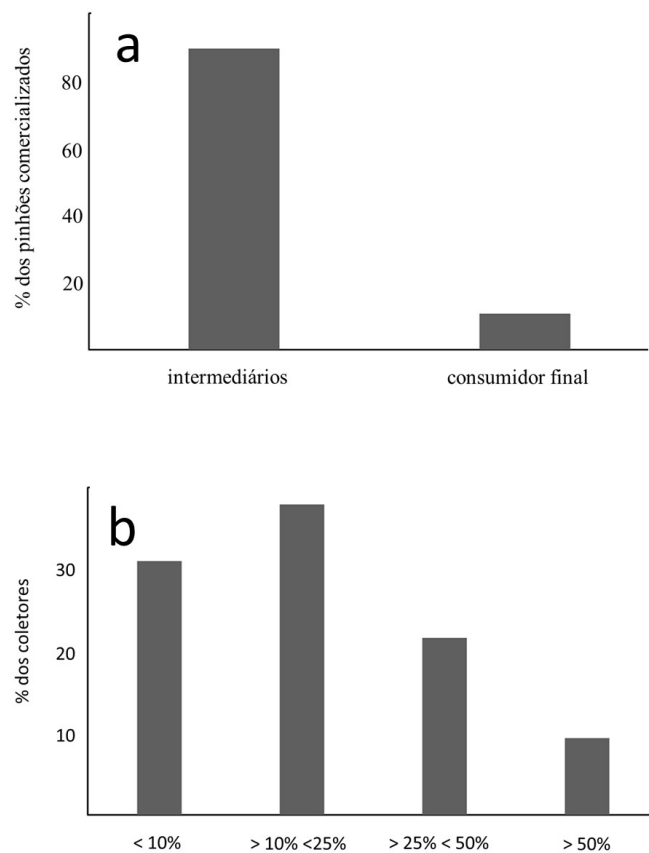 a
% dos pinhões comercializados
80
60
40
20
intermediários consumidor final
b
% dos coletores
30
20
10
< 10% > 10% <25% > 25% < 50% > 50%